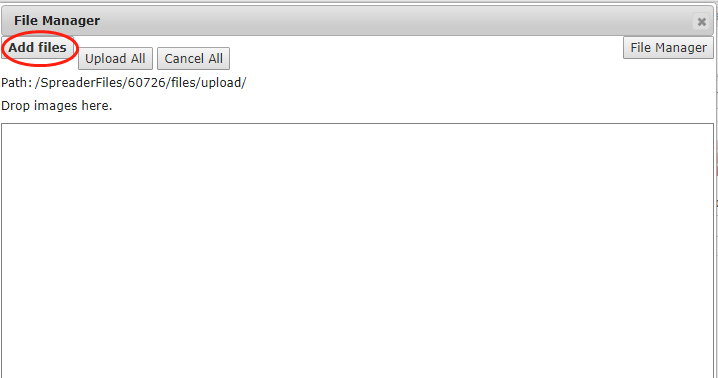 File Manager
Add files
Upload All
Cancel All
File Manager
Path: /SpreaderFiles/60726/files/upload/
Drop images here.